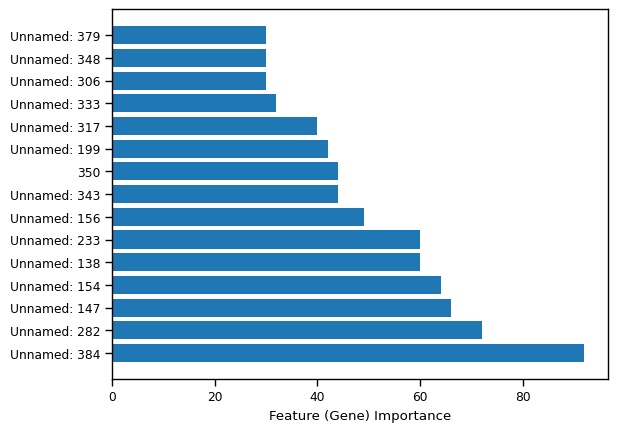 Unnamed: 379
Unnamed: 348
Unnamed: 306
Unnamed: 333
Unnamed: 317
Unnamed: 199
350
Unnamed: 343
Unnamed: 156
Unnamed: 233
Unnamed: 138
Unnamed: 154
Unnamed: 147
Unnamed: 282
Unnamed: 384
0 20 40 60 80
Feature (Gene) Importance